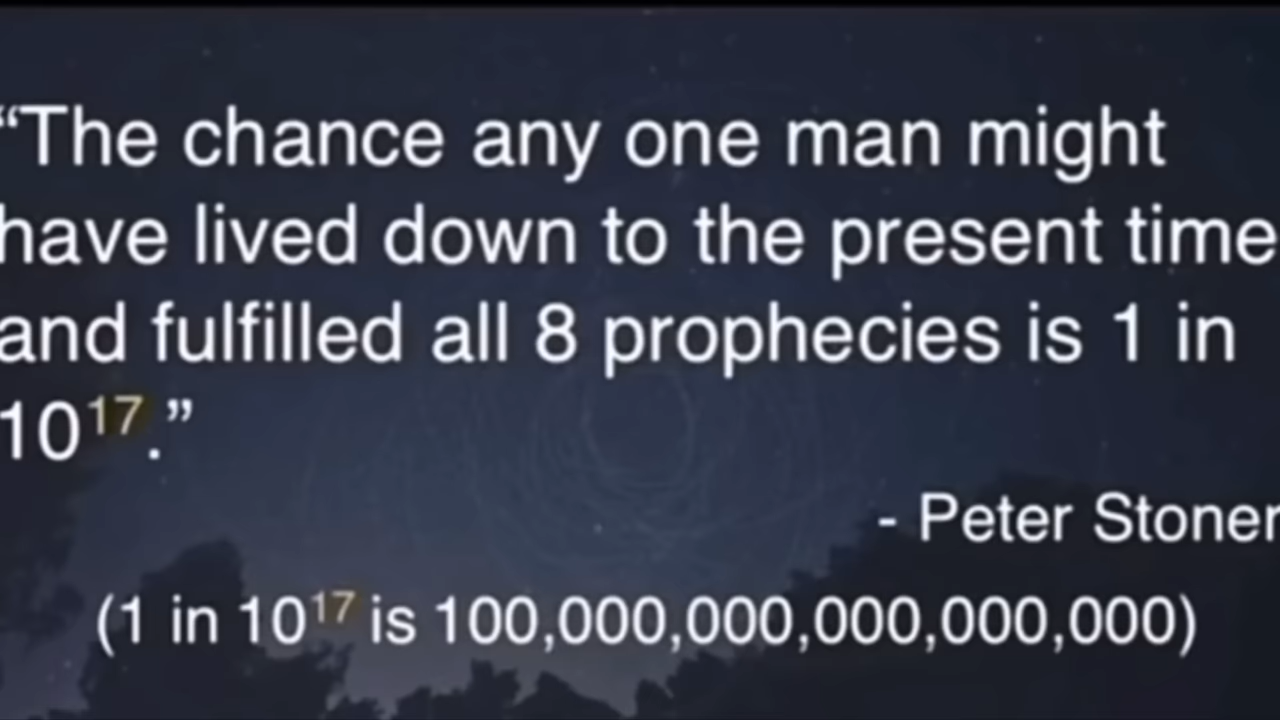 “The chance any one man might
have lived down to the present time
and fulfilled all 8 prophecies is 1 in
10¹⁷.”
- Peter Stoner
(1 in 10¹⁷ is 100,000,000,000,000,000)